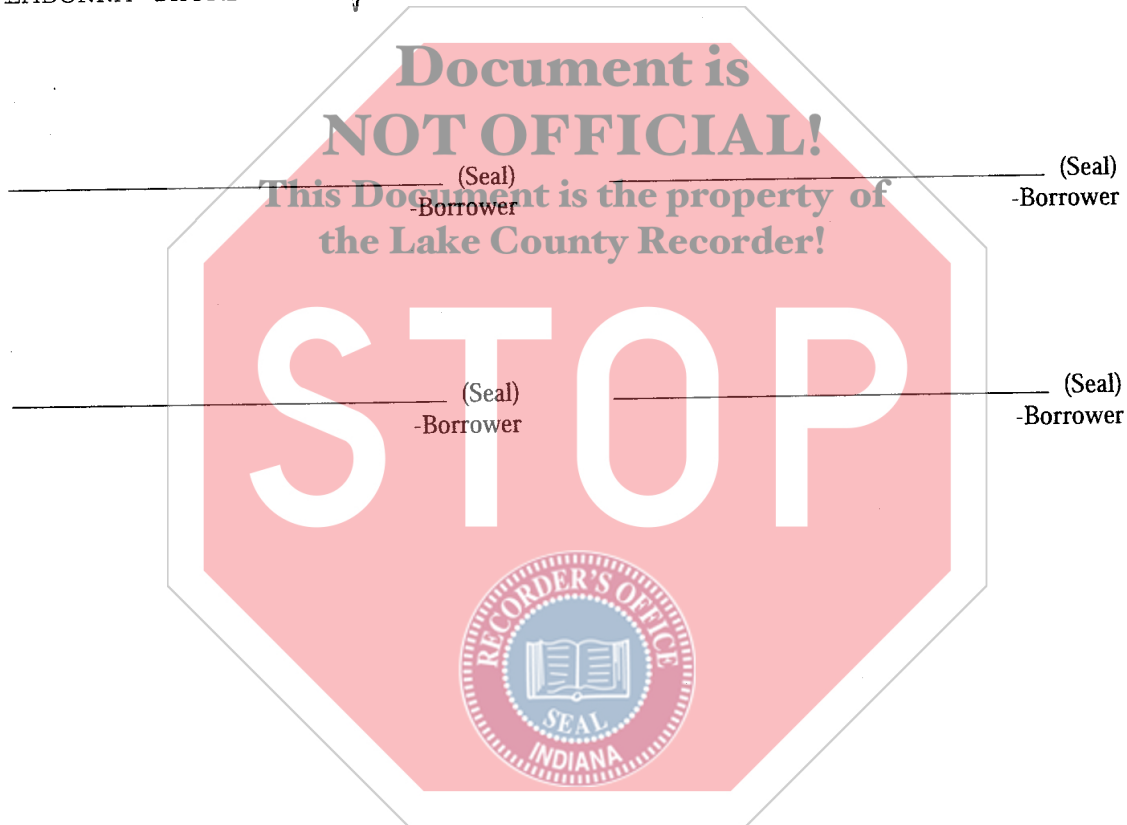 Document is
NOT OFFICIAL!
(Seal) (Seal)
This Document is the property of
-Borrower -Borrower
the Lake County Recorder!
STOP
(Seal) (Seal)
-Borrower -Borrower
RECORDER'S OFFICE
SEAL
INDIANA